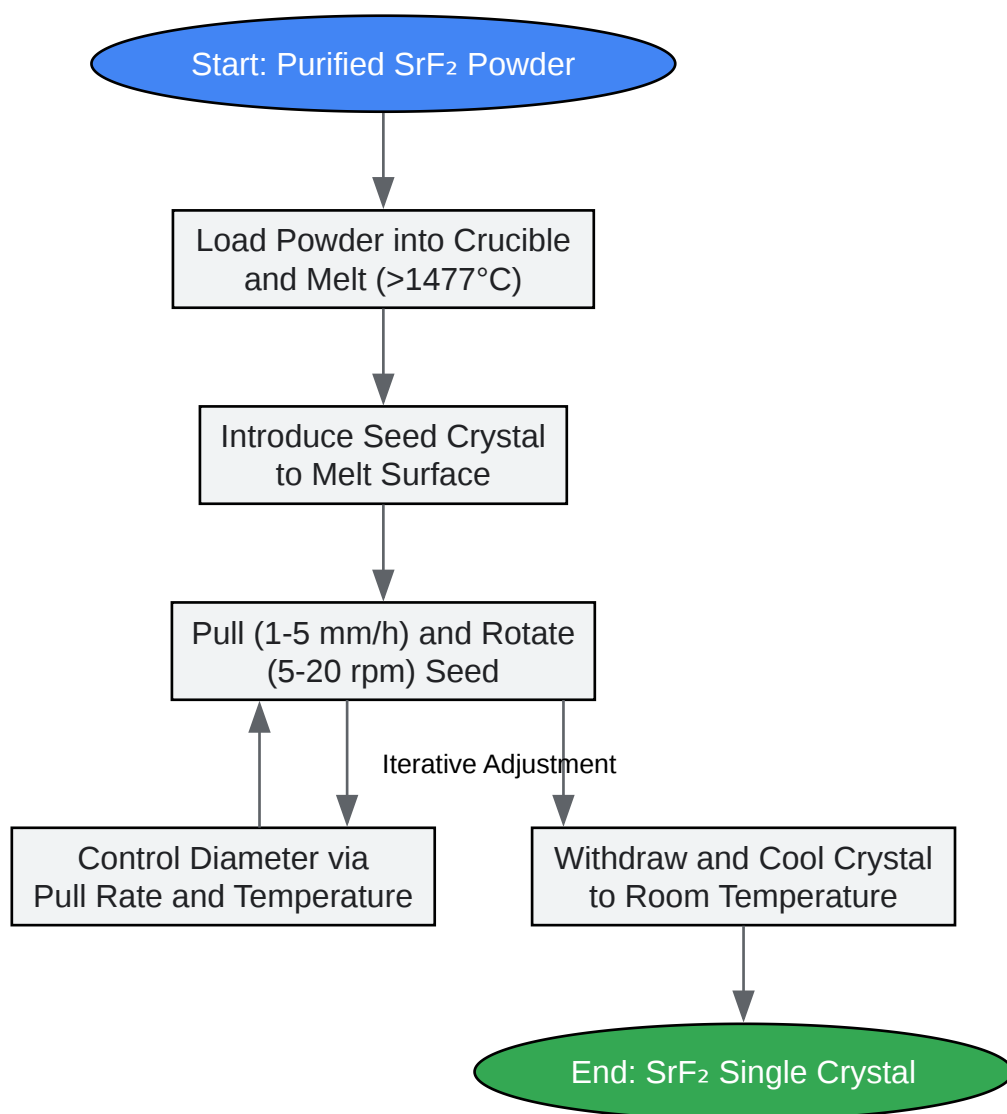 Start: Purified SrF₂ Powder
Load Powder into Crucible
and Melt (>1477°C)
Introduce Seed Crystal
to Melt Surface
Pull (1-5 mm/h) and Rotate
(5-20 rpm) Seed
Iterative Adjustment
Control Diameter via
Pull Rate and Temperature
Withdraw and Cool Crystal
to Room Temperature
End: SrF₂ Single Crystal